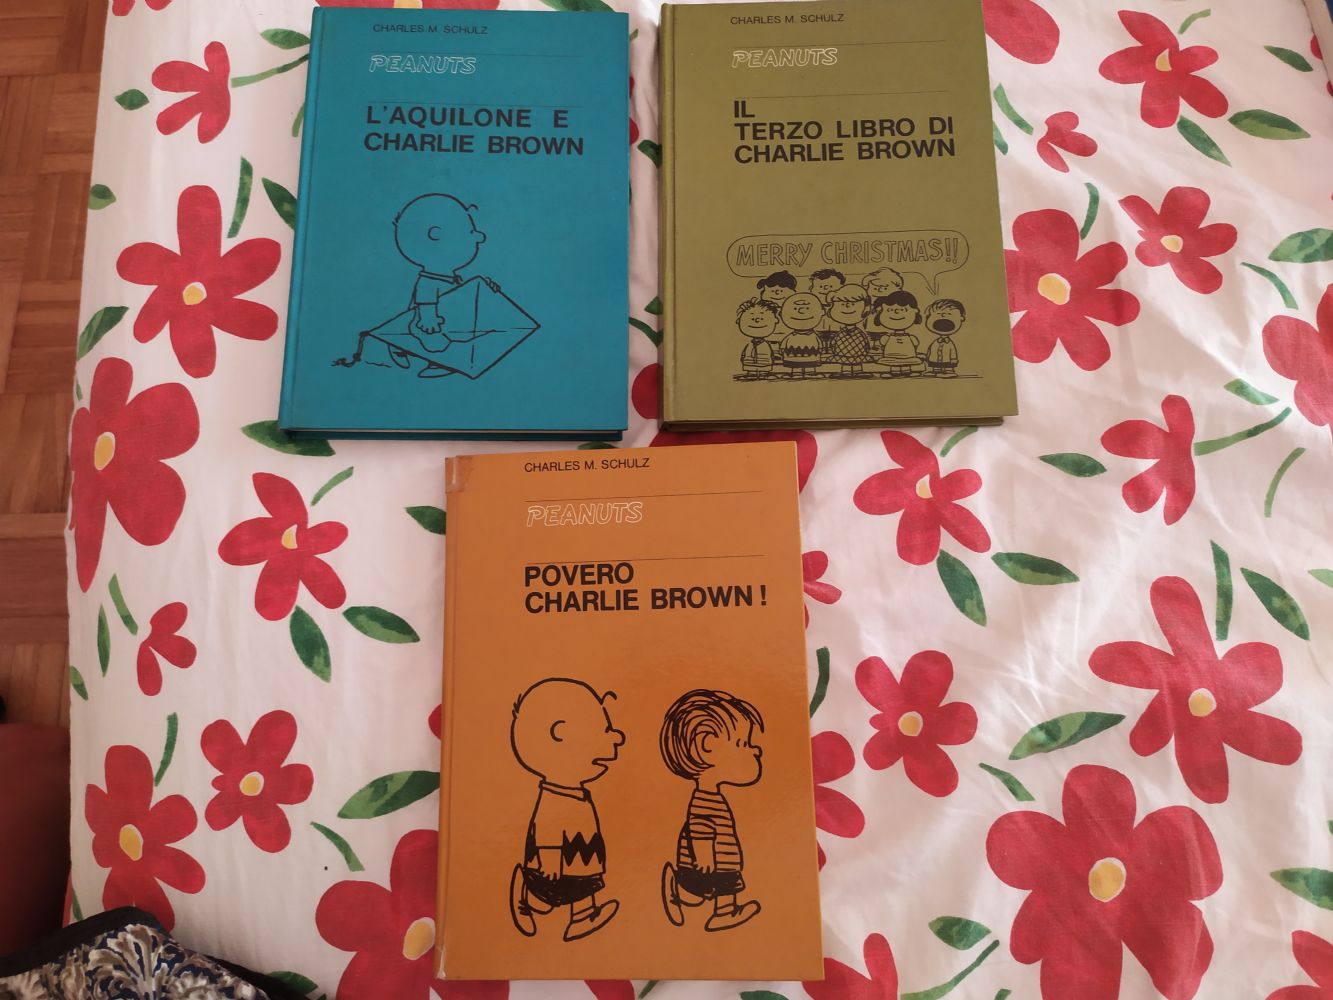 CHARLES M. SCHULZ
PEANUTS
L'AQUILONE E
CHARLIE BROWN
CHARLES M. SCHULZ
PEANUTS
IL
TERZO LIBRO DI
CHARLIE BROWN
MERRY CHRISTMAS!!
CHARLES M. SCHULZ
PEANUTS
POVERO
CHARLIE BROWN!